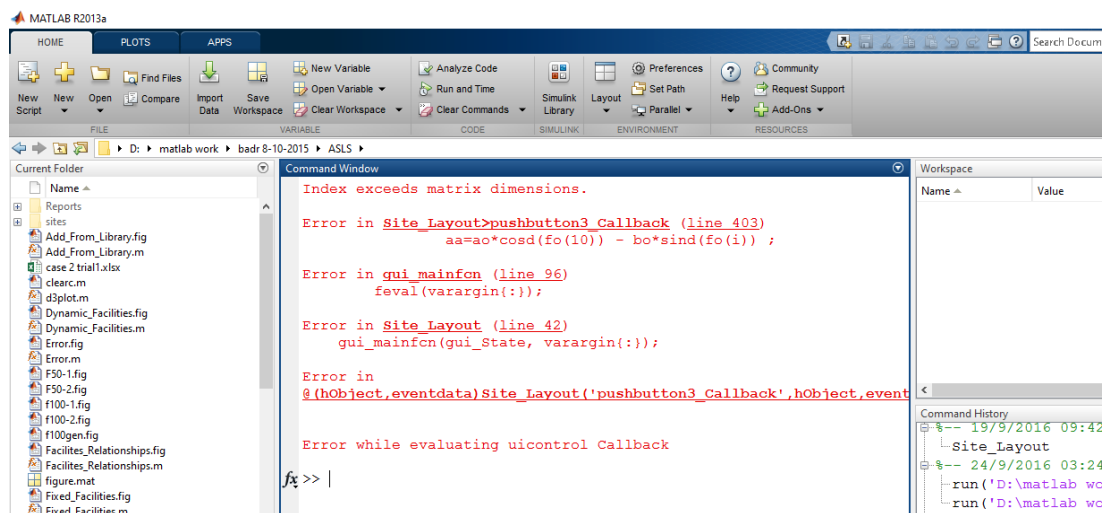 MATLAB R2013a
HOME PLOTS APPS
Search Docum
New Script
New
Open
Find Files
Compare
Import Data
Save Workspace
New Variable
Open Variable
Clear Workspace
Analyze Code
Run and Time
Clear Commands
Simulink Library
Layout
Preferences
Set Path
Parallel
Help
Community
Request Support
Add-Ons
FILE VARIABLE CODE SIMULINK ENVIRONMENT RESOURCES
D: ▸ matlab work ▸ badr 8-10-2015 ▸ ASLS ▸
Current Folder
Name
Reports
sites
Add_From_Library.fig
Add_From_Library.m
case 2 trial1.xlsx
clearc.m
d3plot.m
Dynamic_Facilities.fig
Dynamic_Facilities.m
Error.fig
Error.m
F50-1.fig
F50-2.fig
f100-1.fig
f100-2.fig
f100gen.fig
Facilites_Relationships.fig
Facilites_Relationships.m
figure.mat
Fixed_Facilities.fig
Fixed_Facilities.m
Command Window
Index exceeds matrix dimensions.
Error in Site_Layout>pushbutton3_Callback (line 403)
aa=ao*cosd(fo(10)) - bo*sind(fo(i)) ;
Error in gui_mainfcn (line 96)
feval(varargin{:});
Error in Site_Layout (line 42)
gui_mainfcn(gui_State, varargin{:});
Error in
@(hObject,eventdata)Site_Layout('pushbutton3_Callback',hObject,event
Error while evaluating uicontrol Callback
fx >>
Workspace
Name Value
Command History
%-- 19/9/2016 09:42
Site_Layout
%-- 24/9/2016 03:24
run('D:\matlab wo
run('D:\matlab wo